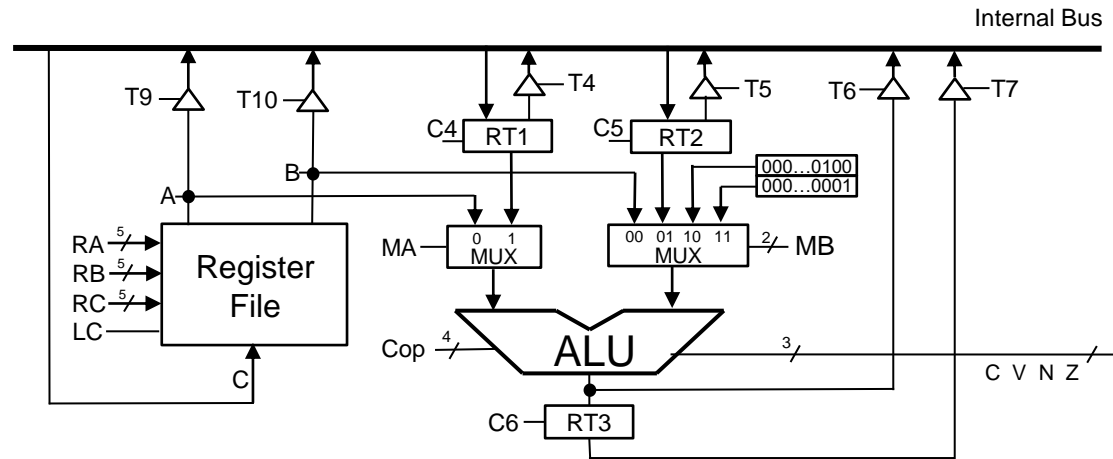 Internal Bus
T9
T10
T4
T5
T6
T7
C4
RT1
C5
RT2
000...0100
000...0001
B
A
RA
5
RB
5
RC
5
LC
Register
File
C
MA
0 1
MUX
00 01 10 11
MUX
2
MB
Cop
4
ALU
3
C V N Z
C6
RT3